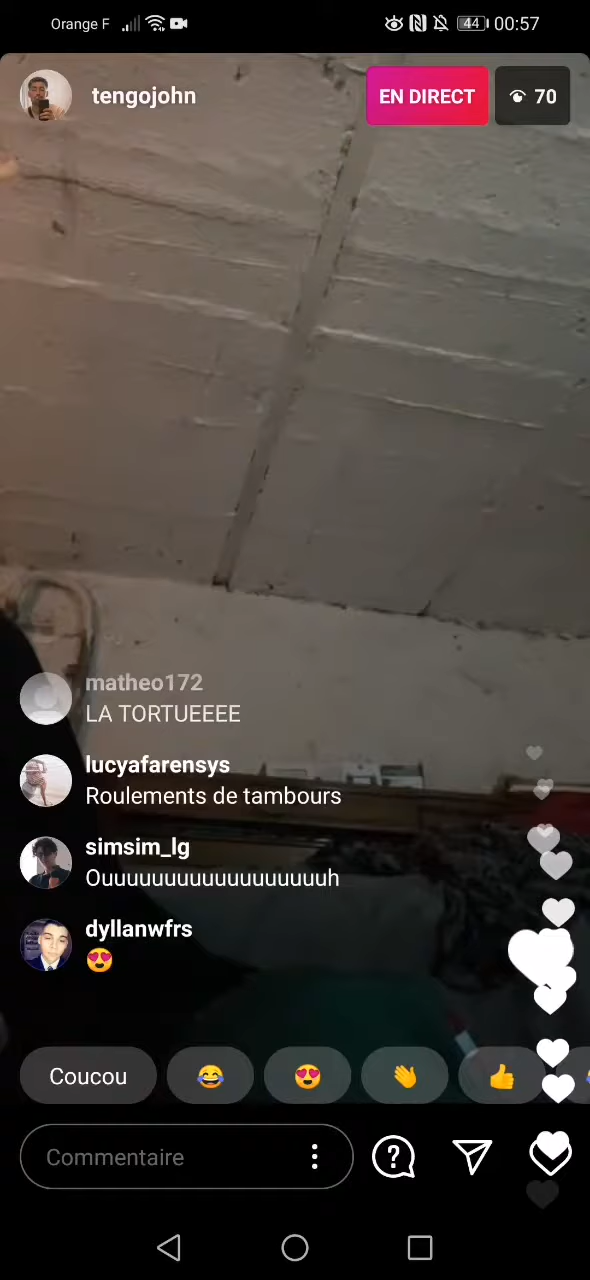 Orange F
44
00:57
tengojohn
EN DIRECT
70
matheo172
LA TORTUEEEE
lucyafarensys
Roulements de tambours
simsim_lg
Ouuuuuuuuuuuuuuuuuuh
dyllanwfrs
😍
Coucou 😂 😍 👋 👍
Commentaire